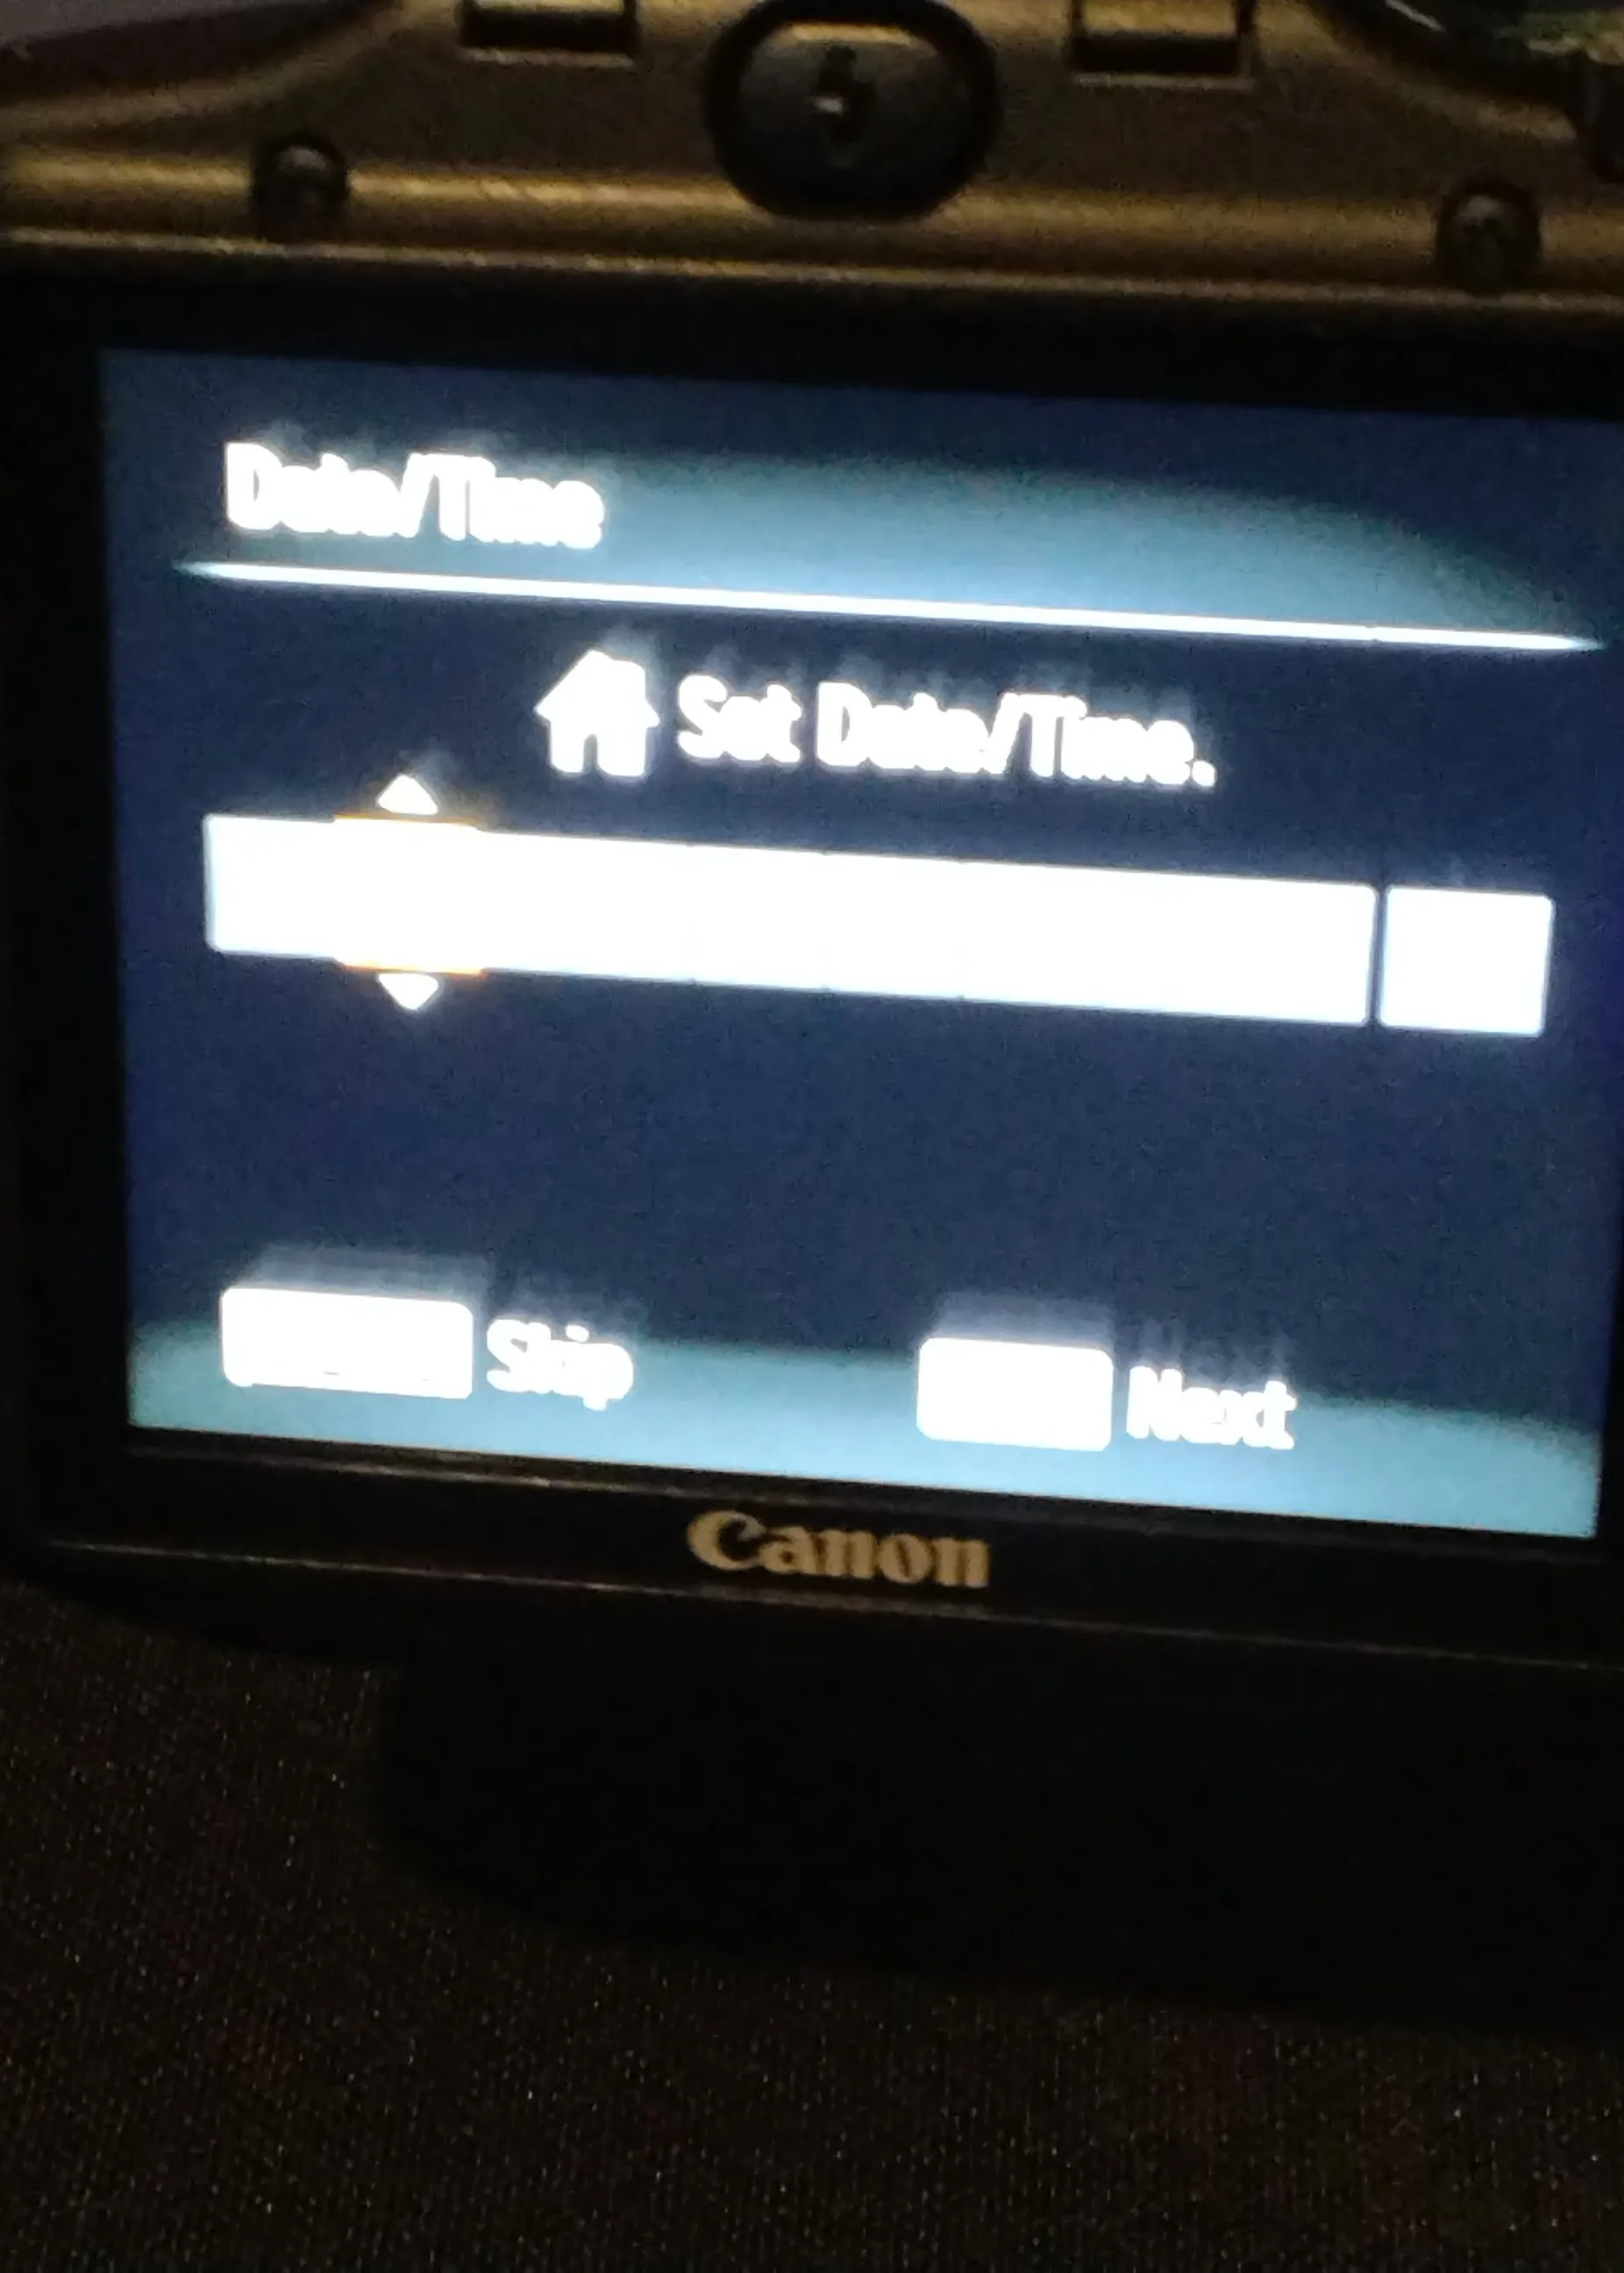 Date/Time
Set Date/Time.
Skip
Next
Canon